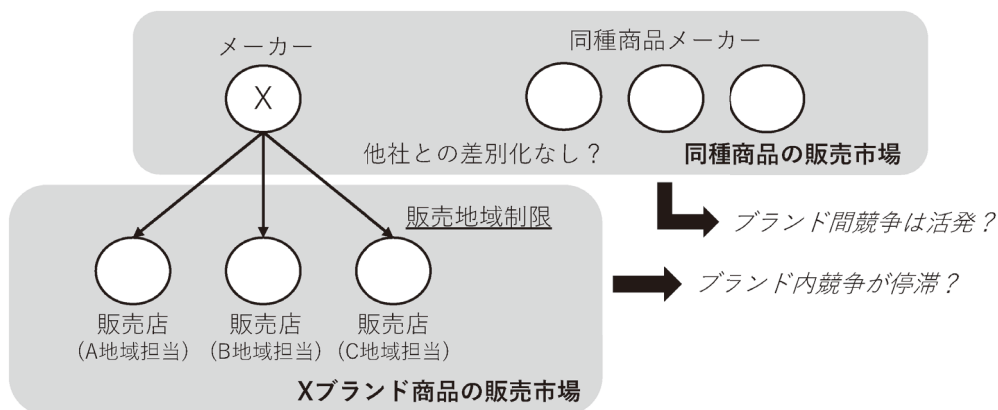 メーカー
同種商品メーカー
X
他社との差別化なし？
同種商品の販売市場
販売地域制限
ブランド間競争は活発？
ブランド内競争が停滞？
販売店
（A地域担当）
販売店
（B地域担当）
販売店
（C地域担当）
Xブランド商品の販売市場